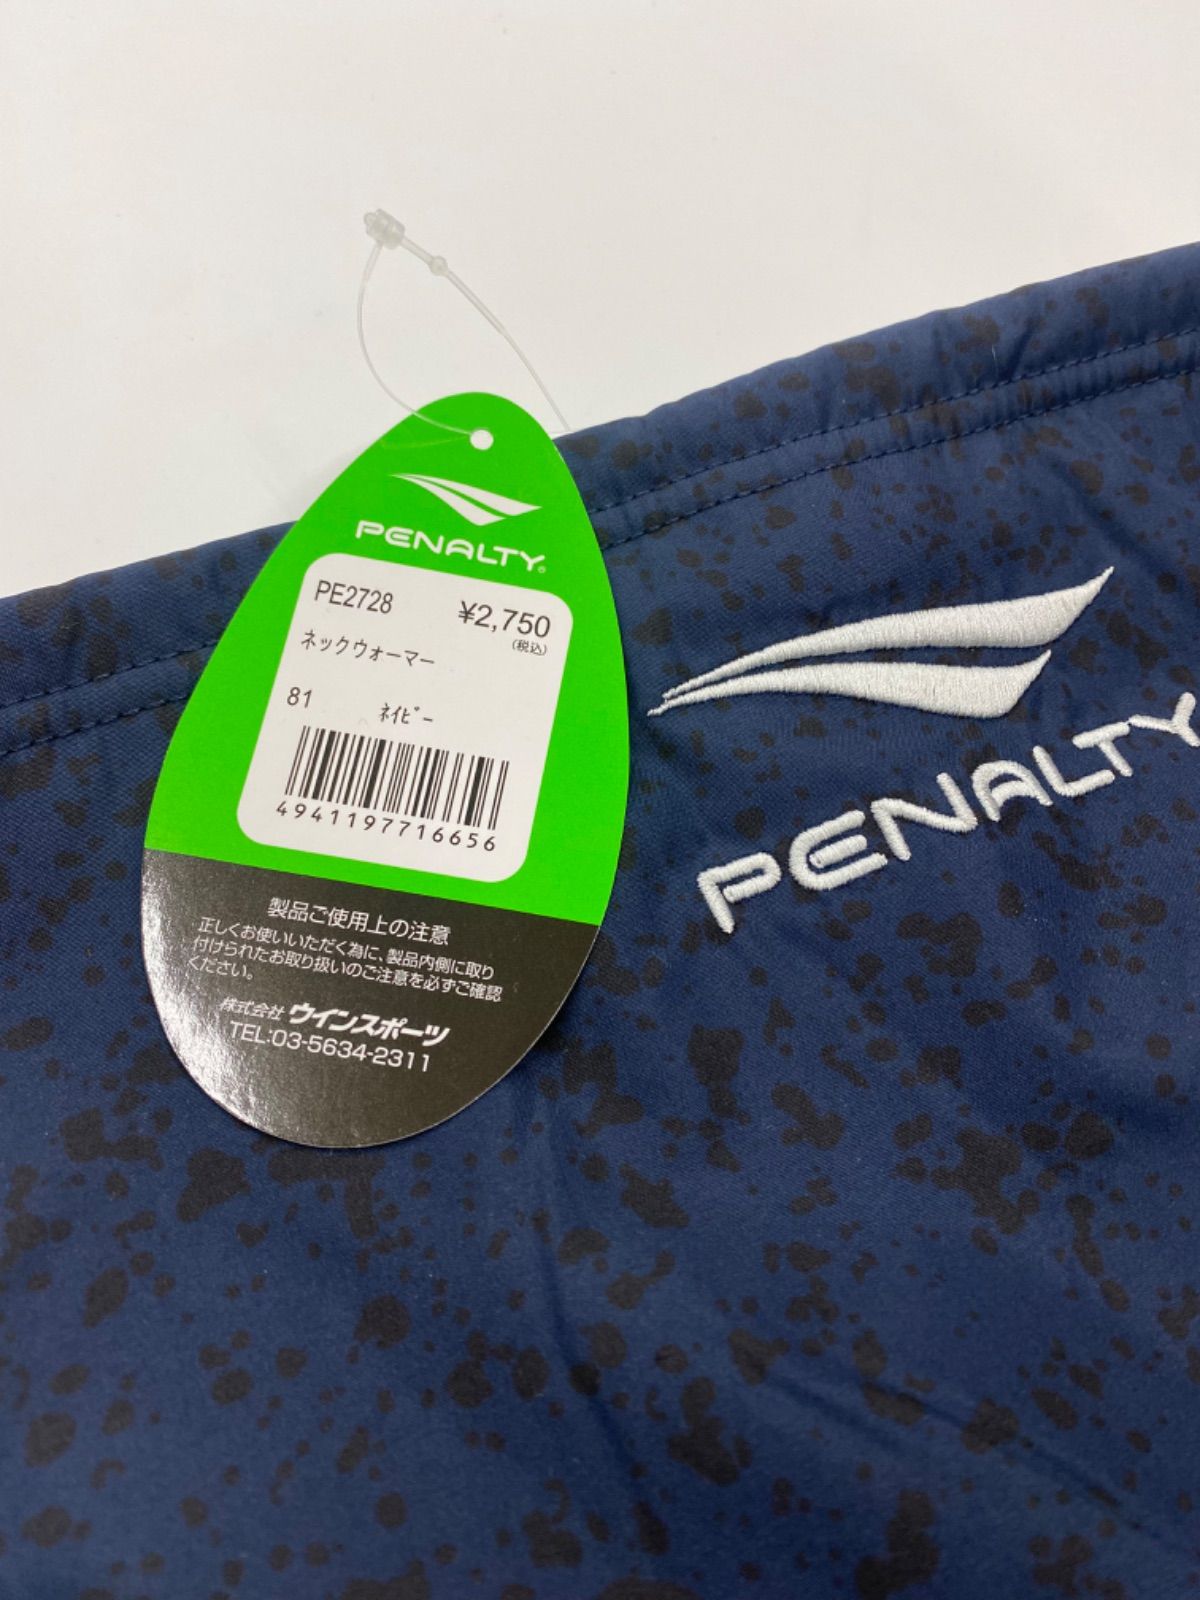 PENALTY
PE2728 ¥2,750
(税込)
ネックウォーマー
81 ネイビー
4941197716656
製品ご使用上の注意
正しくお使いいただく為に、製品内側に取り
付けられたお取り扱いのご注意を必ずご確認
ください。
株式会社 ウインスポーツ
TEL:03-5634-2311
PENALTY